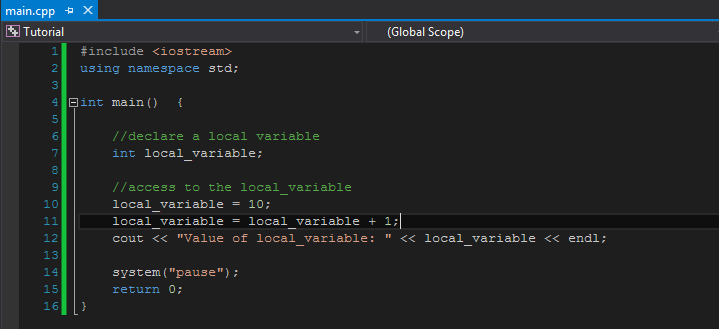 main.cpp
Tutorial (Global Scope)
1 #include <iostream>
2 using namespace std;
3
4 int main()  {
5
6     //declare a local variable
7     int local_variable;
8
9     //access to the local_variable
10     local_variable = 10;
11     local_variable = local_variable + 1;
12     cout << "Value of local_variable: " << local_variable << endl;
13
14     system("pause");
15     return 0;
16 }